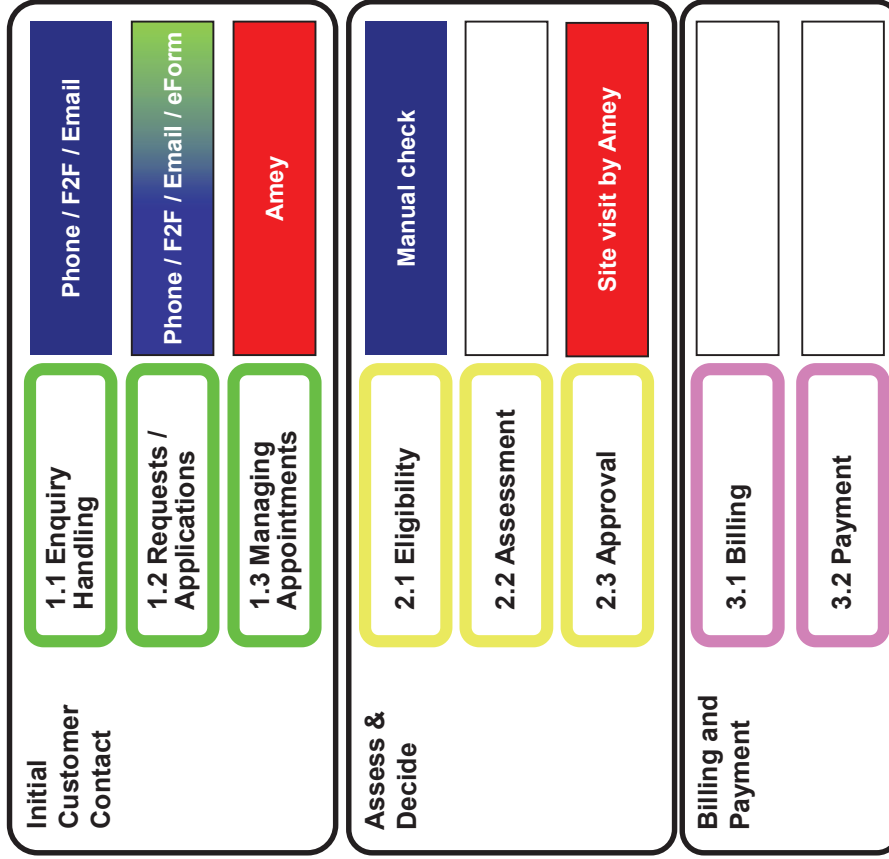 Initial
Customer
Contact
1.1 Enquiry
Handling
Phone / F2F / Email
1.2 Requests /
Applications
Phone / F2F / Email / eForm
1.3 Managing
Appointments
Amey
Assess &
Decide
2.1 Eligibility
Manual check
2.2 Assessment
2.3 Approval
Site visit by Amey
Billing and
Payment
3.1 Billing
3.2 Payment